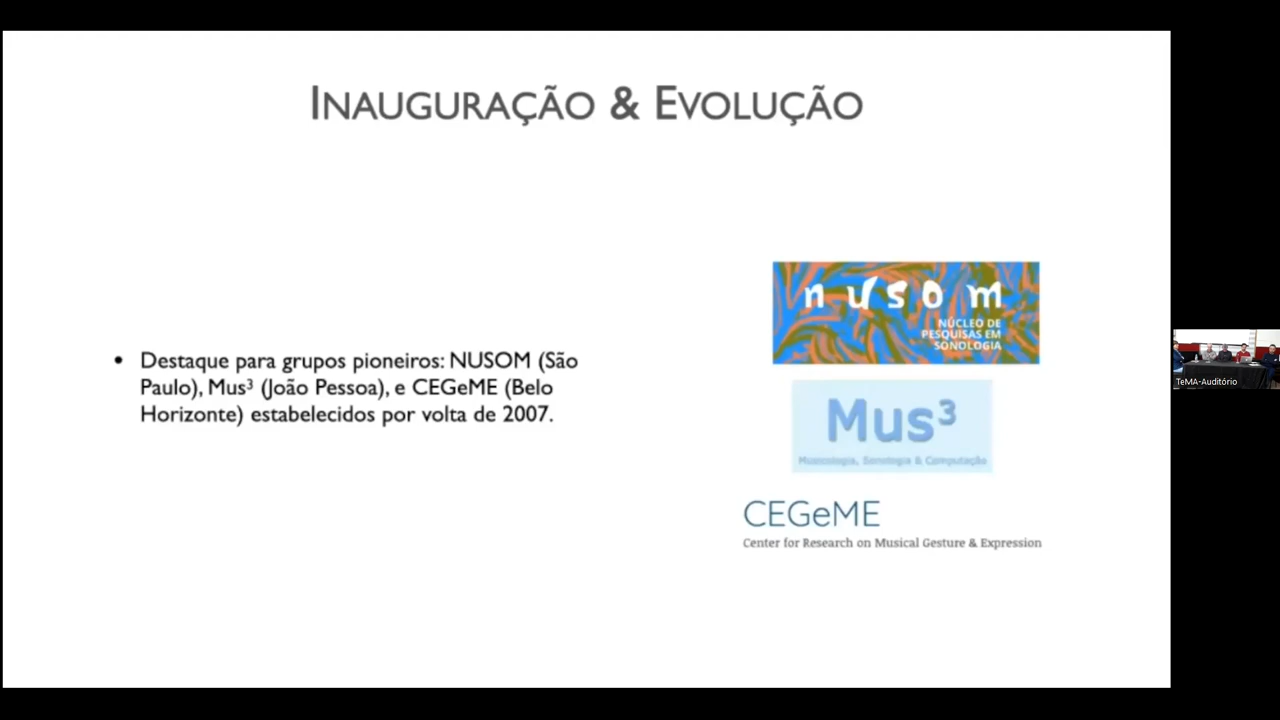 INAUGURAÇÃO & EVOLUÇÃO
• Destaque para grupos pioneiros: NUSOM (São
Paulo), Mus³ (João Pessoa), e CEGeME (Belo
Horizonte) estabelecidos por volta de 2007.
nusom
NÚCLEO DE
PESQUISAS EM
SONOLOGIA
Mus³
Musicologia, Sonologia & Computação
CEGeME
Center for Research on Musical Gesture & Expression
TeMA-Auditório